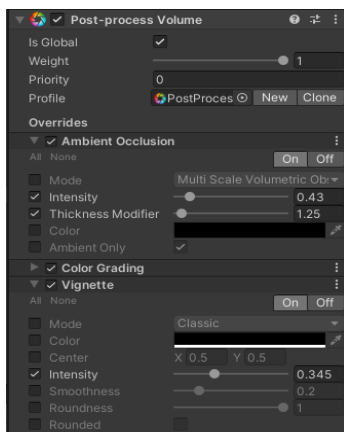 Post-process Volume
Is Global
Weight 1
Priority 0
Profile PostProces New Clone
Overrides
Ambient Occlusion
All None On Off
Mode Multi Scale Volumetric Ob:
Intensity 0.43
Thickness Modifier 1.25
Color
Ambient Only
Color Grading
Vignette
All None On Off
Mode Classic
Color
Center X 0.5 Y 0.5
Intensity 0.345
Smoothness 0.2
Roundness 1
Rounded